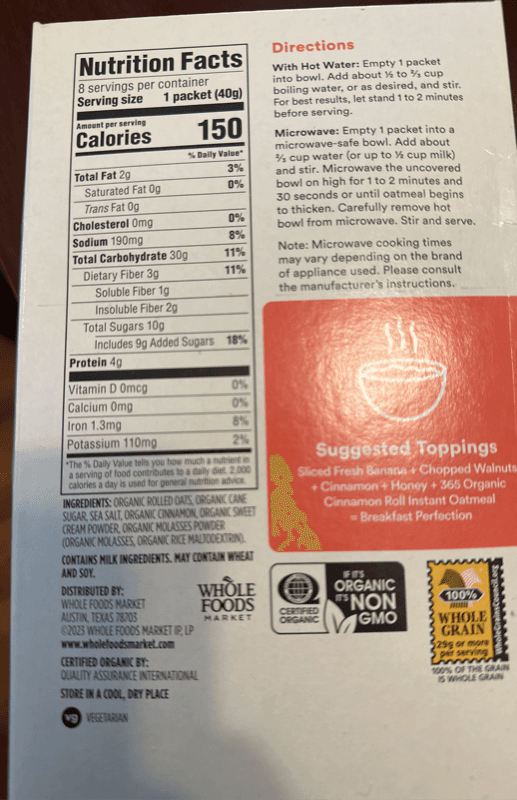 Nutrition Facts
8 servings per container
Serving size 1 packet (40g)
Amount per serving
Calories 150
% Daily Value*
Total Fat 2g 3%
Saturated Fat 0g 0%
Trans Fat 0g
Cholesterol 0mg 0%
Sodium 190mg 8%
Total Carbohydrate 30g 11%
Dietary Fiber 3g 11%
Soluble Fiber 1g
Insoluble Fiber 2g
Total Sugars 10g
Includes 9g Added Sugars 18%
Protein 4g
Vitamin D 0mcg 0%
Calcium 0mg 0%
Iron 1.3mg 8%
Potassium 110mg 2%
*The % Daily Value tells you how much a nutrient in
a serving of food contributes to a daily diet. 2,000
calories a day is used for general nutrition advice.
INGREDIENTS: ORGANIC ROLLED OATS, ORGANIC CANE
SUGAR, SEA SALT, ORGANIC CINNAMON, ORGANIC SWEET
CREAM POWDER, ORGANIC MOLASSES POWDER
(ORGANIC MOLASSES, ORGANIC RICE MALTODEXTRIN).
CONTAINS MILK INGREDIENTS. MAY CONTAIN WHEAT
AND SOY.
DISTRIBUTED BY:
WHOLE FOODS MARKET
AUSTIN, TEXAS 78703
©2023 WHOLE FOODS MARKET IP, LP
www.wholefoodsmarket.com
CERTIFIED ORGANIC BY:
QUALITY ASSURANCE INTERNATIONAL
STORE IN A COOL, DRY PLACE
vg VEGETARIAN
WHOLE
FOODS
MARKET
Directions
With Hot Water: Empty 1 packet
into bowl. Add about ½ to ⅔ cup
boiling water, or as desired, and stir.
For best results, let stand 1 to 2 minutes
before serving.
Microwave: Empty 1 packet into a
microwave-safe bowl. Add about
⅔ cup water (or up to ½ cup milk)
and stir. Microwave the uncovered
bowl on high for 1 to 2 minutes and
30 seconds or until oatmeal begins
to thicken. Carefully remove hot
bowl from microwave. Stir and serve.
Note: Microwave cooking times
may vary depending on the brand
of appliance used. Please consult
the manufacturer's instructions.
Suggested Toppings
Sliced Fresh Banana + Chopped Walnuts
+ Cinnamon + Honey + 365 Organic
Cinnamon Roll Instant Oatmeal
= Breakfast Perfection
CERTIFIED
ORGANIC
IF IT'S
ORGANIC
IT'S NON
GMO
100%
WHOLE
GRAIN
29g or more
per serving
WholeGrainsCouncil.org
100% OF THE GRAIN
IS WHOLE GRAIN